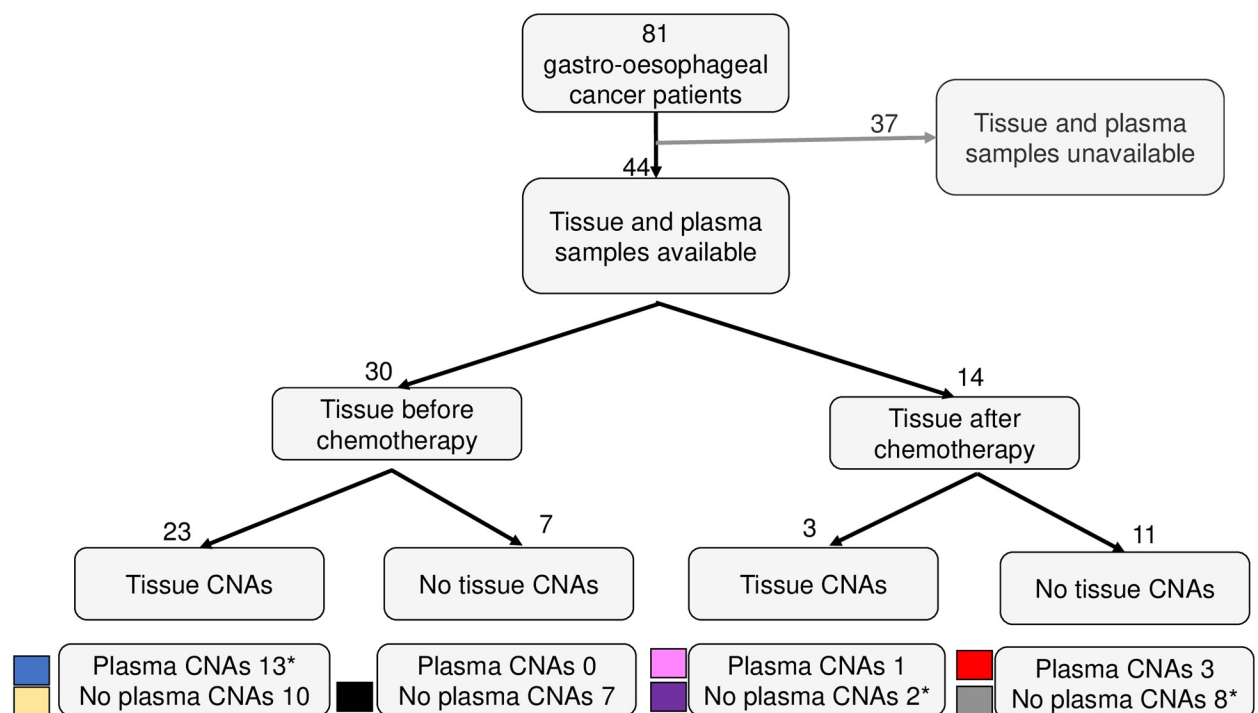 81
gastro-oesophageal
cancer patients
37
Tissue and plasma
samples unavailable
44
Tissue and plasma
samples available
30
Tissue before
chemotherapy
14
Tissue after
chemotherapy
23
Tissue CNAs
7
No tissue CNAs
3
Tissue CNAs
11
No tissue CNAs
Plasma CNAs 13*
No plasma CNAs 10
Plasma CNAs 0
No plasma CNAs 7
Plasma CNAs 1
No plasma CNAs 2*
Plasma CNAs 3
No plasma CNAs 8*